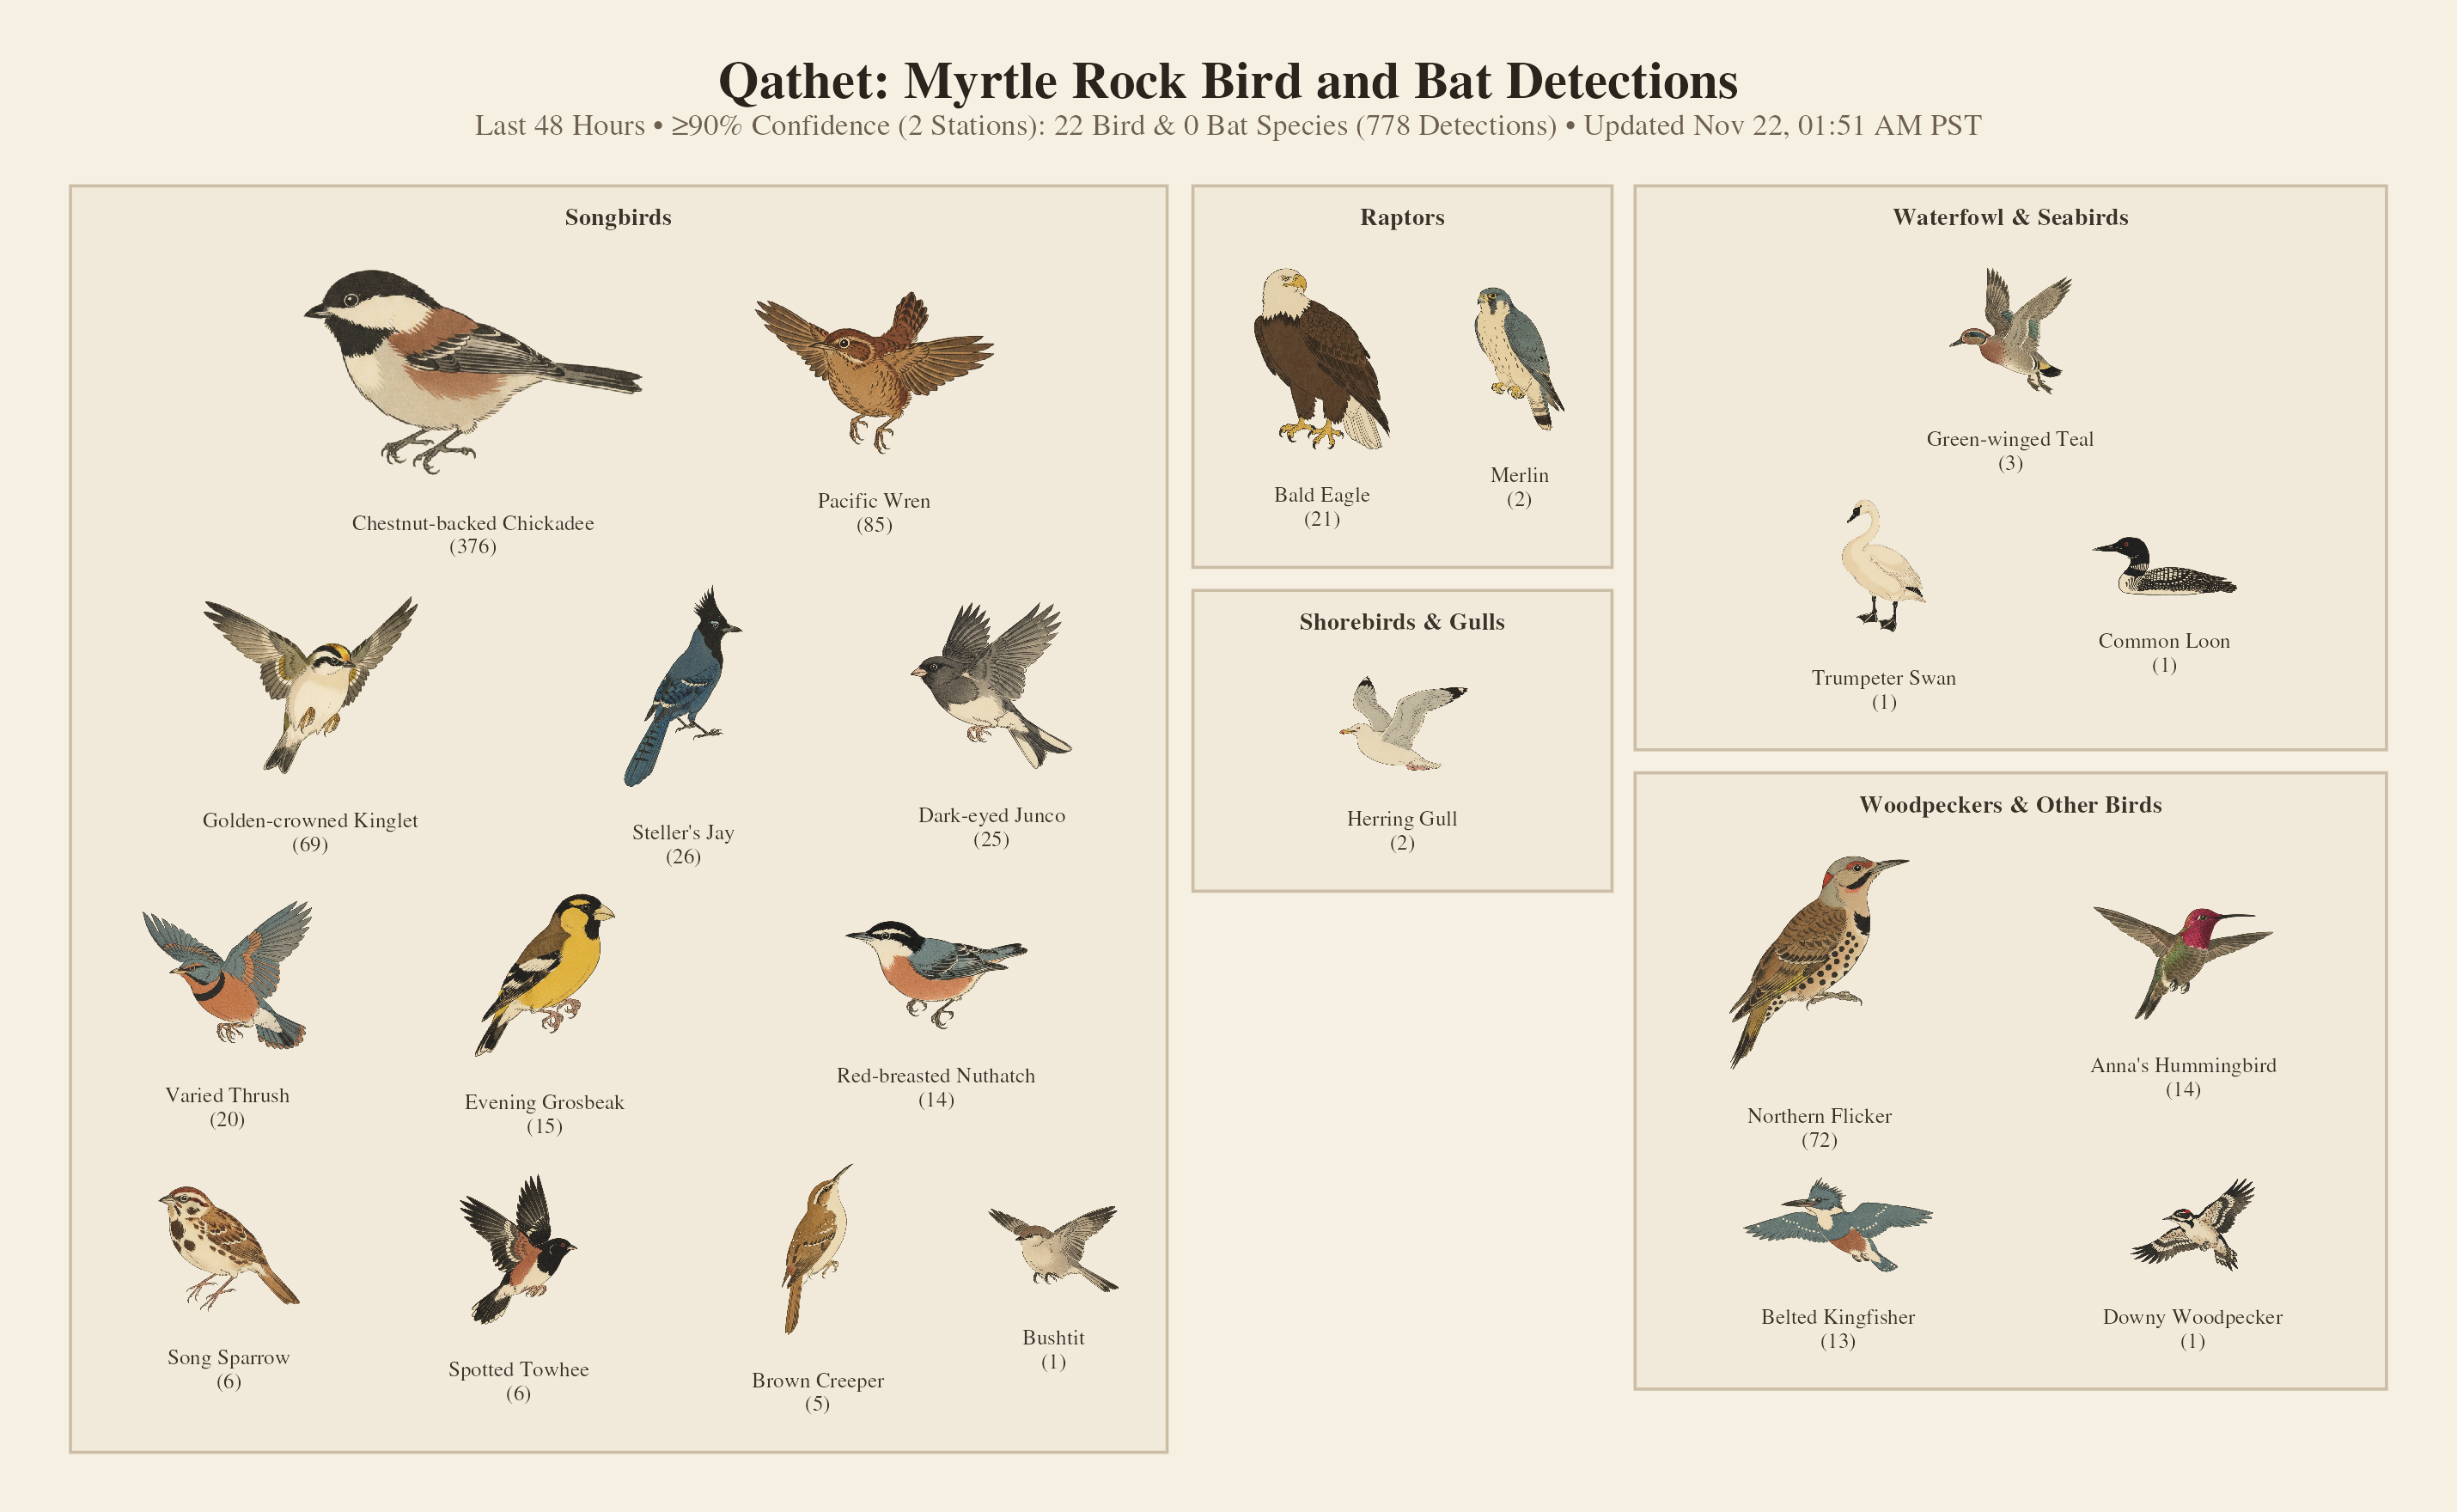 Qathet: Myrtle Rock Bird and Bat Detections
Last 48 Hours • ≥90% Confidence (2 Stations): 22 Bird & 0 Bat Species (778 Detections) • Updated Nov 22, 01:51 AM PST
Songbirds
Chestnut-backed Chickadee
(376)
Pacific Wren
(85)
Golden-crowned Kinglet
(69)
Steller's Jay
(26)
Dark-eyed Junco
(25)
Varied Thrush
(20)
Evening Grosbeak
(15)
Red-breasted Nuthatch
(14)
Song Sparrow
(6)
Spotted Towhee
(6)
Brown Creeper
(5)
Bushtit
(1)
Raptors
Bald Eagle
(21)
Merlin
(2)
Shorebirds & Gulls
Herring Gull
(2)
Waterfowl & Seabirds
Green-winged Teal
(3)
Trumpeter Swan
(1)
Common Loon
(1)
Woodpeckers & Other Birds
Northern Flicker
(72)
Anna's Hummingbird
(14)
Belted Kingfisher
(13)
Downy Woodpecker
(1)